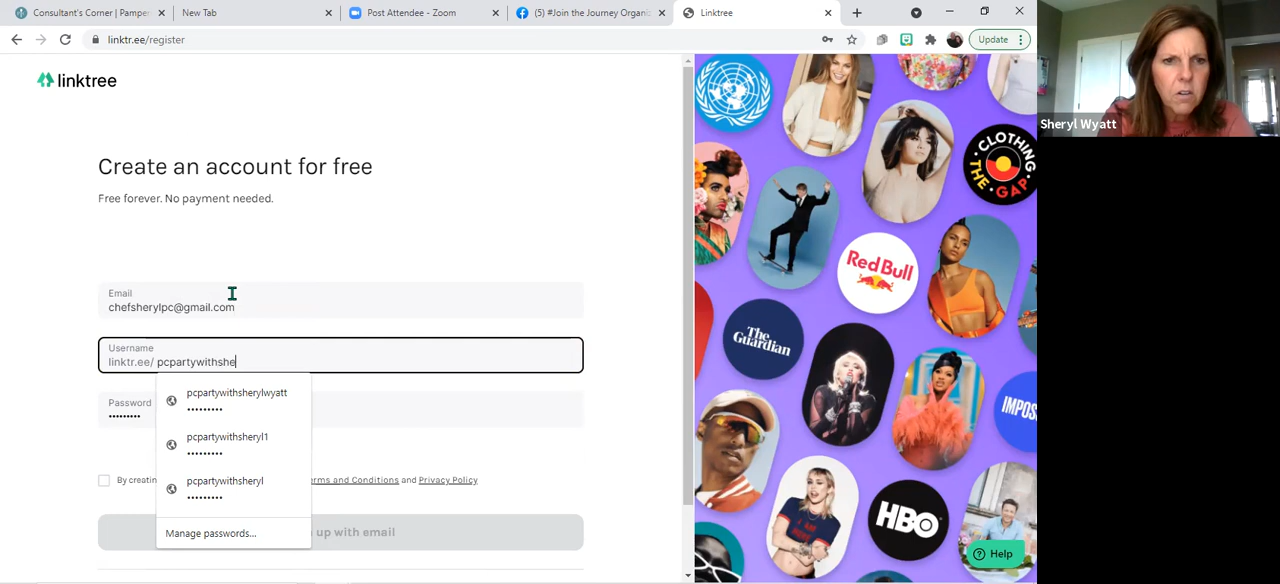 Consultant's Corner | Pamper
New Tab
Post Attendee - Zoom
(5) #Join the Journey Organiz
Linktree
linktr.ee/register
Update
linktree
Create an account for free
Free forever. No payment needed.
Email
chefsherylpc@gmail.com
Username
linktr.ee/ pcpartywithshe
pcpartywithsherylwyatt
•••••••••
Password
•••••••••
pcpartywithsheryl1
•••••••••
pcpartywithsheryl
•••••••••
By creatin
erms and Conditions and Privacy Policy
up with email
Manage passwords...
CLOTHING
THE GAP
Red Bull
The
Guardian
IMPOS
HBO
Help
Sheryl Wyatt